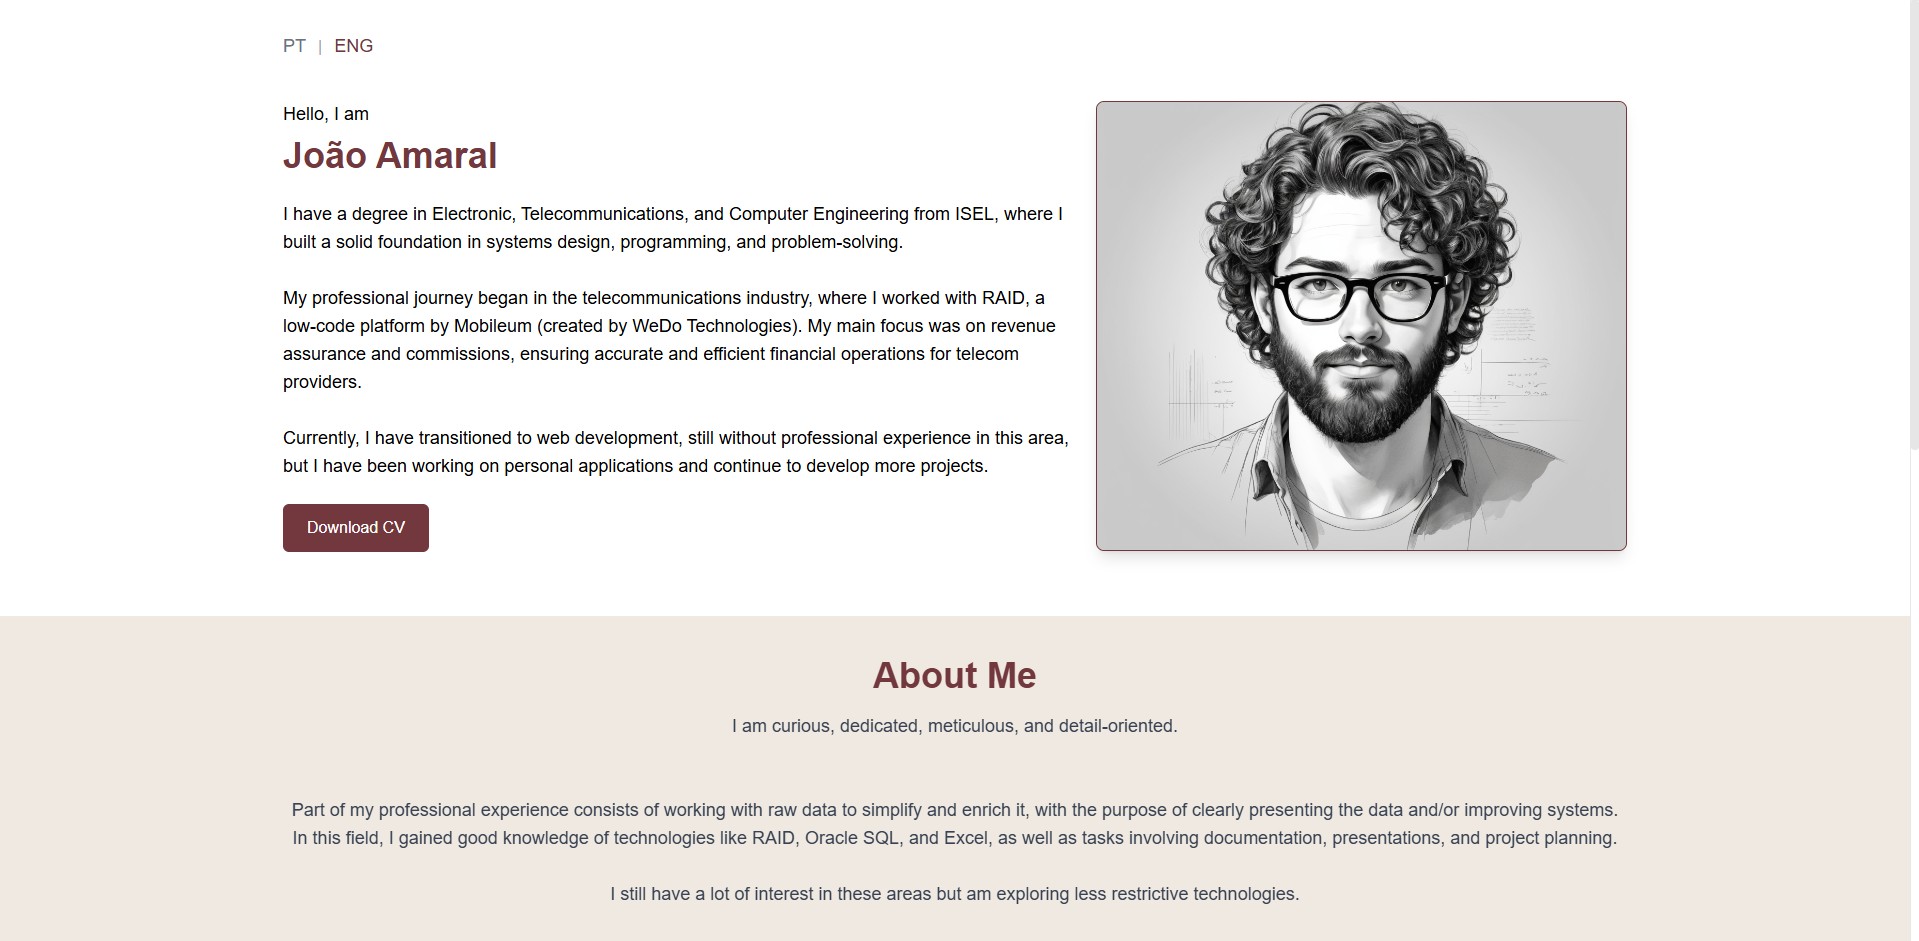 PT | ENG
Hello, I am
João Amaral
I have a degree in Electronic, Telecommunications, and Computer Engineering from ISEL, where I
built a solid foundation in systems design, programming, and problem-solving.
My professional journey began in the telecommunications industry, where I worked with RAID, a
low-code platform by Mobileum (created by WeDo Technologies). My main focus was on revenue
assurance and commissions, ensuring accurate and efficient financial operations for telecom
providers.
Currently, I have transitioned to web development, still without professional experience in this area,
but I have been working on personal applications and continue to develop more projects.
Download CV
About Me
I am curious, dedicated, meticulous, and detail-oriented.
Part of my professional experience consists of working with raw data to simplify and enrich it, with the purpose of clearly presenting the data and/or improving systems.
In this field, I gained good knowledge of technologies like RAID, Oracle SQL, and Excel, as well as tasks involving documentation, presentations, and project planning.
I still have a lot of interest in these areas but am exploring less restrictive technologies.